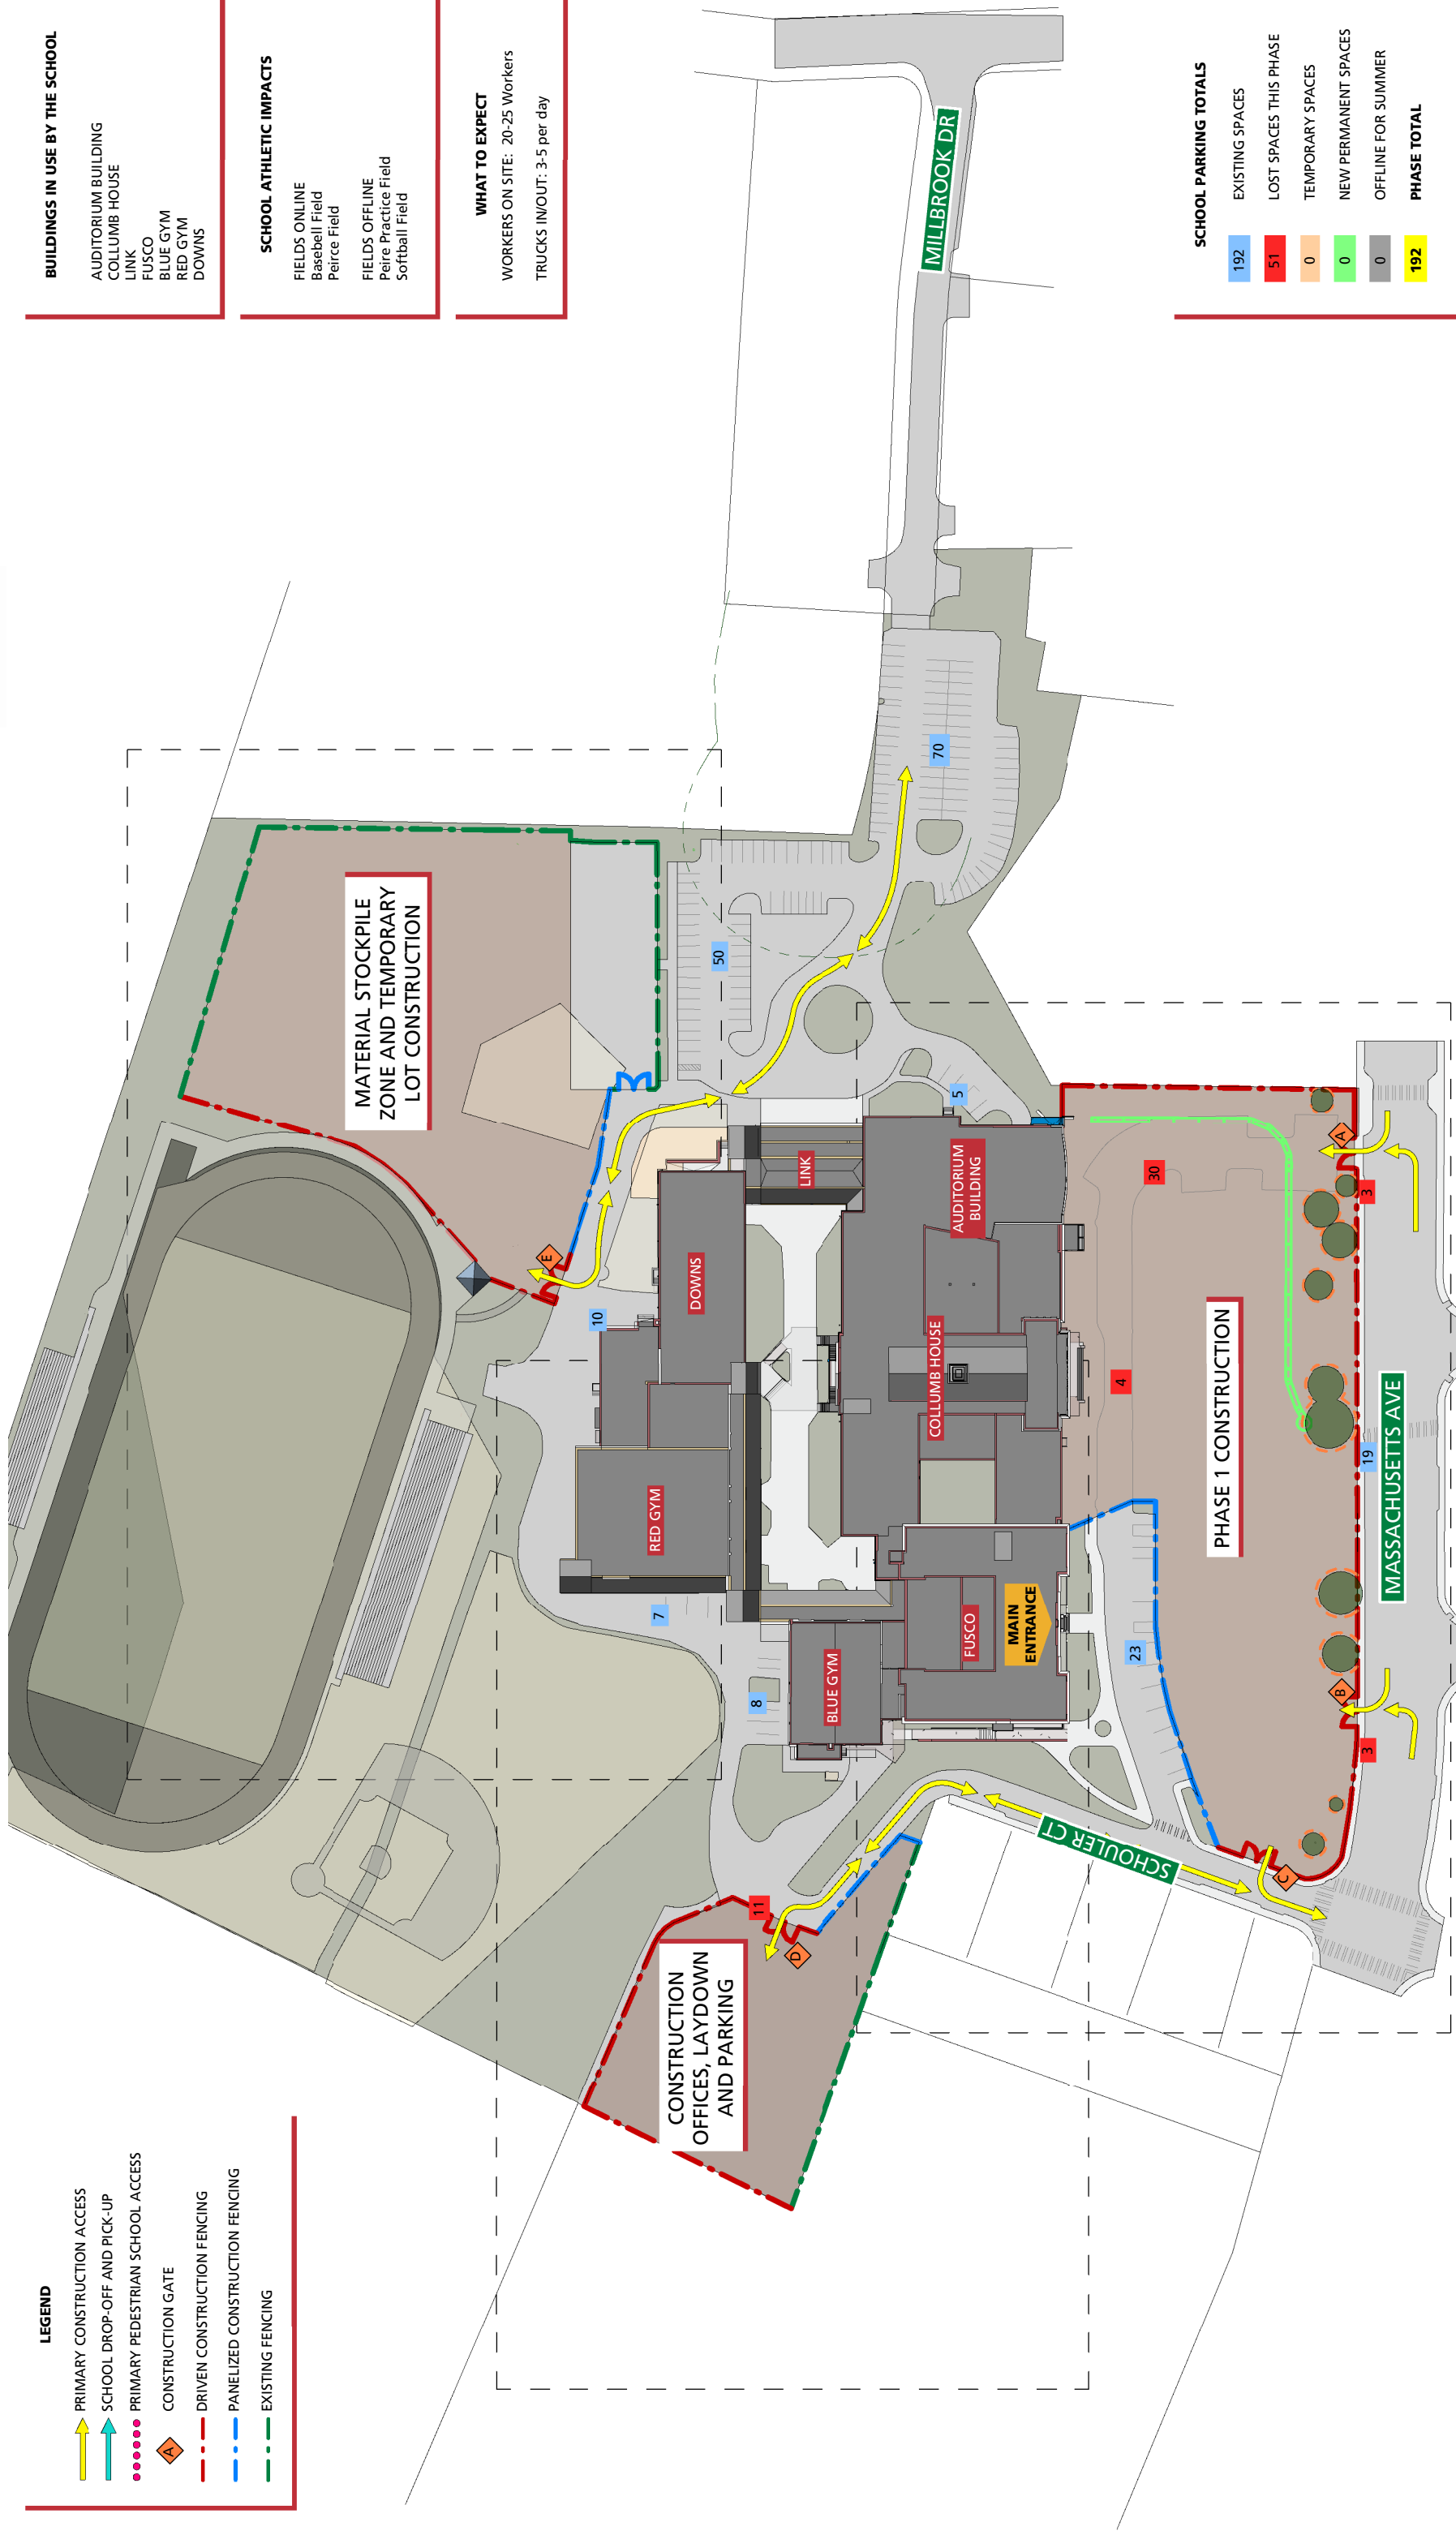 LEGEND
PRIMARY CONSTRUCTION ACCESS
SCHOOL DROP-OFF AND PICK-UP
PRIMARY PEDESTRIAN SCHOOL ACCESS
A
CONSTRUCTION GATE
DRIVEN CONSTRUCTION FENCING
PANELIZED CONSTRUCTION FENCING
EXISTING FENCING
BUILDINGS IN USE BY THE SCHOOL
AUDITORIUM BUILDING
COLLUMB HOUSE
LINK
FUSCO
BLUE GYM
RED GYM
DOWNS
SCHOOL ATHLETIC IMPACTS
FIELDS ONLINE
Basebell Field
Peirce Field
FIELDS OFFLINE
Peire Practice Field
Softball Field
WHAT TO EXPECT
WORKERS ON SITE: 20-25 Workers
TRUCKS IN/OUT: 3-5 per day
MATERIAL STOCKPILE
ZONE AND TEMPORARY
LOT CONSTRUCTION
E
10
50
70
MILLBROOK DR
DOWNS
LINK
RED GYM
7
8
BLUE GYM
5
AUDITORIUM
BUILDING
COLLUMB HOUSE
FUSCO
MAIN
ENTRANCE
11
D
CONSTRUCTION
OFFICES, LAYDOWN
AND PARKING
SCHOULER CT
23
4
30
PHASE 1 CONSTRUCTION
C
B
A
3
19
3
MASSACHUSETTS AVE
SCHOOL PARKING TOTALS
192 EXISTING SPACES
51 LOST SPACES THIS PHASE
0 TEMPORARY SPACES
0 NEW PERMANENT SPACES
0 OFFLINE FOR SUMMER
192 PHASE TOTAL